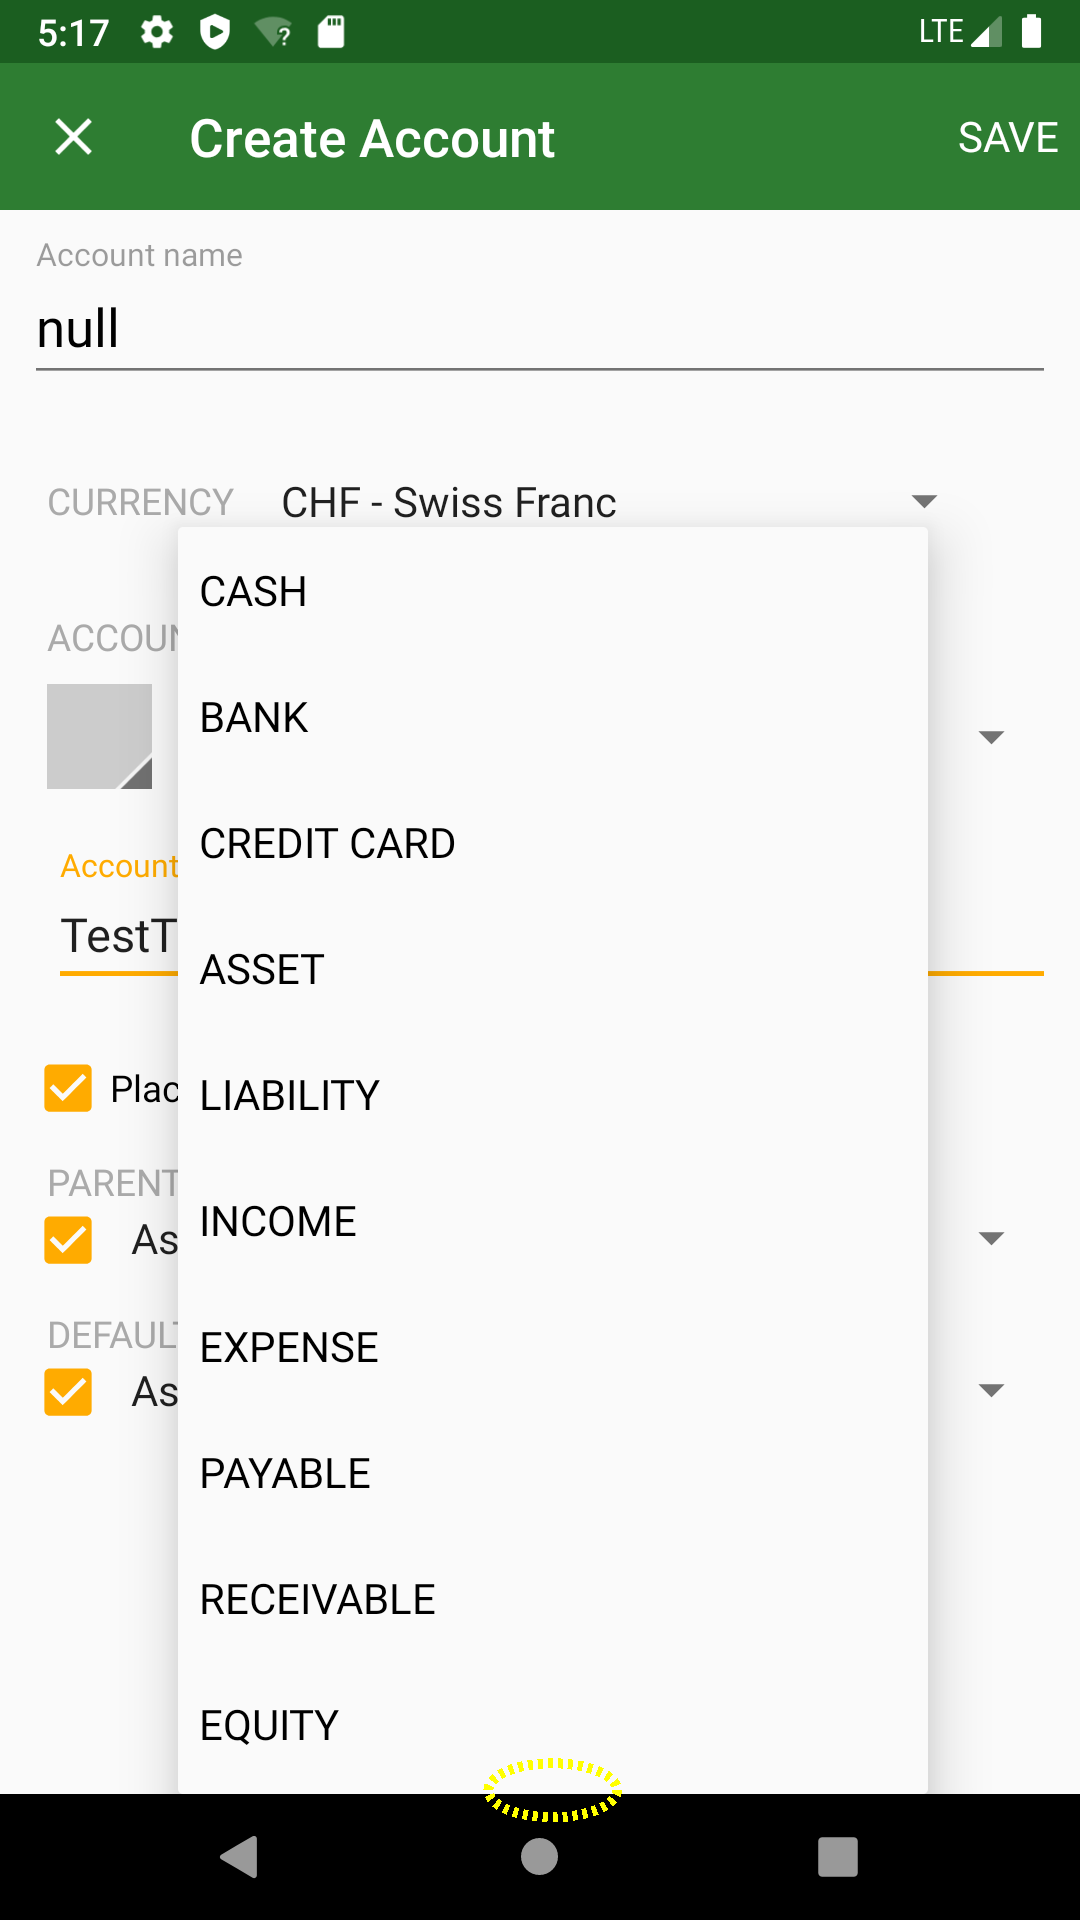 5:17 ? LTE
Create Account SAVE
Account name
null
CURRENCY CHF - Swiss Franc
CASH
ACCOUN
BANK
CREDIT CARD
Account
TestT
ASSET
Plac
LIABILITY
PARENT
INCOME
As
DEFAULT
EXPENSE
As
PAYABLE
RECEIVABLE
EQUITY